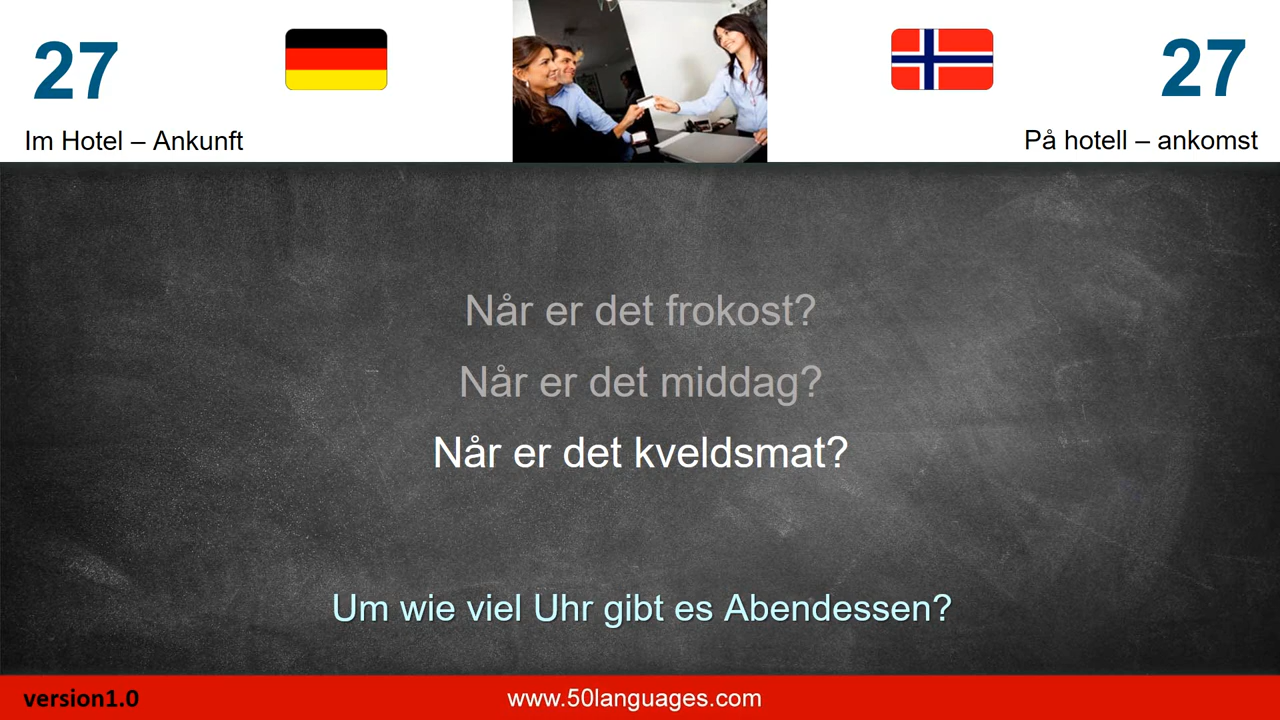 27
27
Im Hotel – Ankunft
På hotell – ankomst
Når er det frokost?
Når er det middag?
Når er det kveldsmat?
Um wie viel Uhr gibt es Abendessen?
version1.0
www.50languages.com